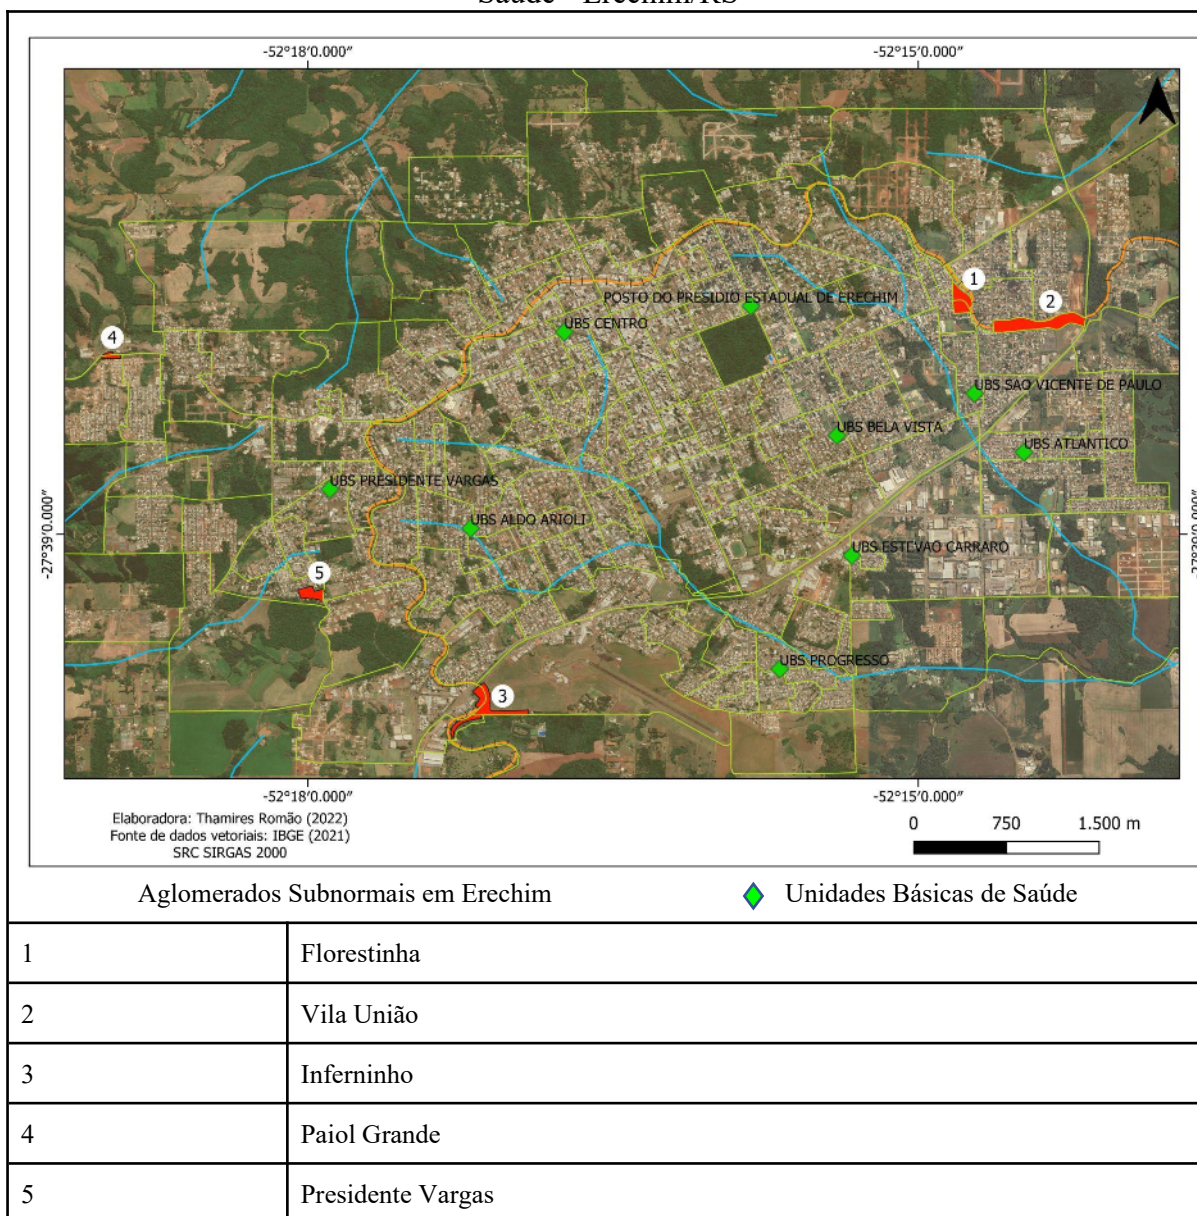 Saúde - Erechim/RS
-52°18'0.000" -52°15'0.000"
1
2
POSTO DO PRESIDIO ESTADUAL DE ERECHIM
UBS CENTRO
4
UBS SAO VICENTE DE PAULO
UBS BELA VISTA
UBS ATLANTICO
UBS PRESIDENTE VARGAS
UBS ALDO ARIOLI
-27°39'0.000"
UBS ESTEVAO CARRARO
5
UBS PROGRESSO
3
-52°18'0.000" -52°15'0.000"
Elaboradora: Thamires Romão (2022)
Fonte de dados vetoriais: IBGE (2021)
SRC SIRGAS 2000
0 750 1.500 m
Aglomerados Subnormais em Erechim Unidades Básicas de Saúde
1 Florestinha
2 Vila União
3 Inferninho
4 Paiol Grande
5 Presidente Vargas